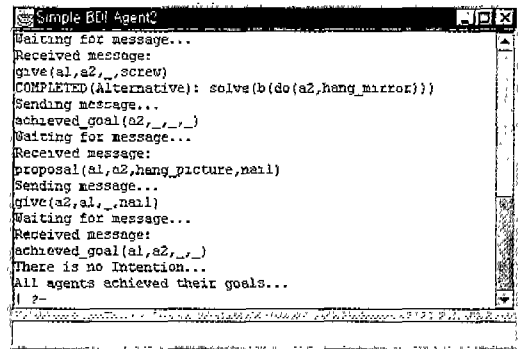 Simple BDI Agent2
Waiting for message...
Received message:
give(a1,a2,_,screw)
COMPLETED(Alternative): solve(b(do(a2,hang_mirror)))
Sending message...
achieved_goal(a2,_,_,_)
Waiting for message...
Received message:
proposal(a1,a2,hang_picture,nail)
Sending message...
give(a2,a1,_,nail)
Waiting for message...
Received message:
achieved_goal(a1,a2,_,_)
There is no Intention...
All agents achieved their goals...
| ?-